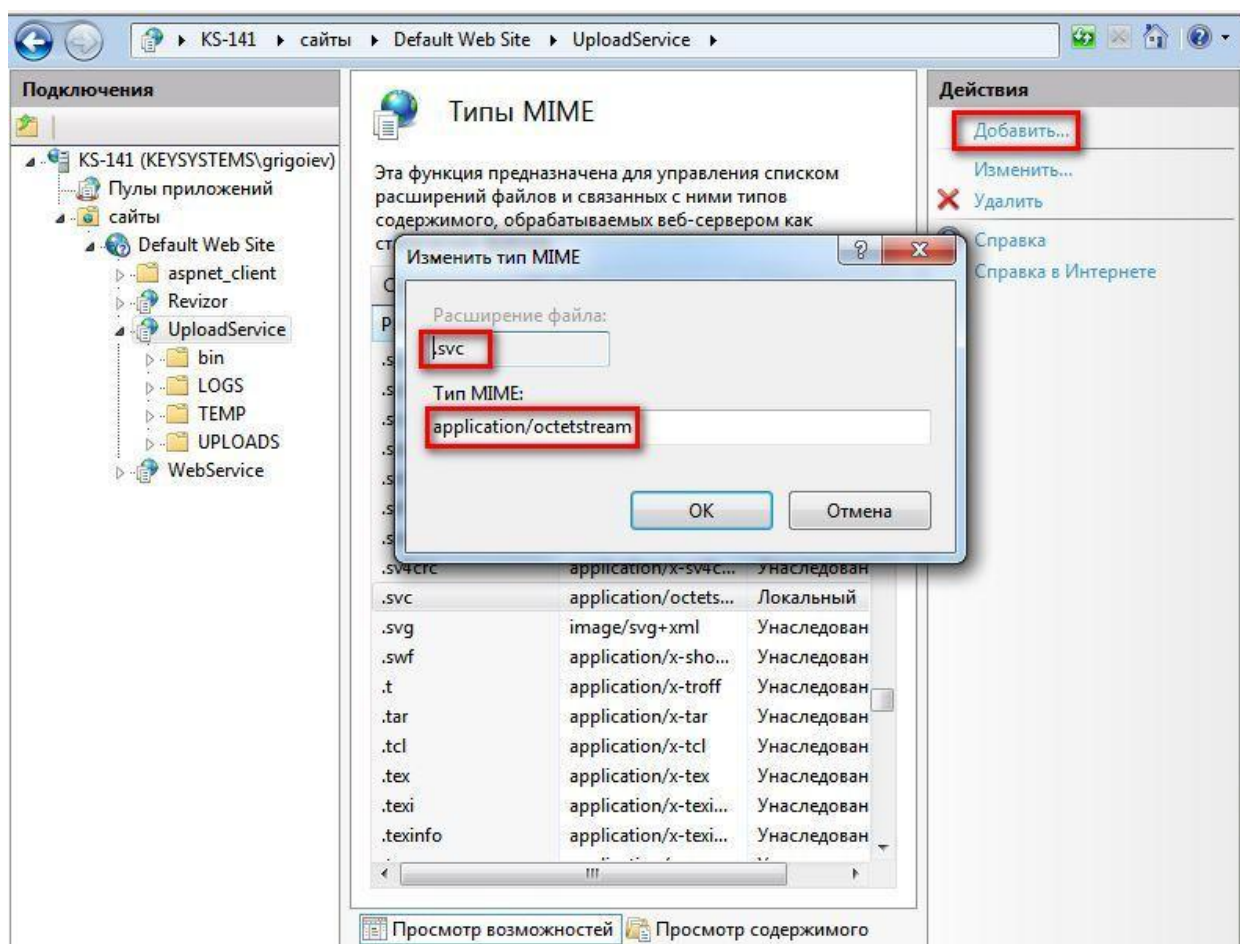 KS-141 сайты Default Web Site UploadService
Подключения
KS-141 (KEYSYSTEMS\grigoiev)
Пулы приложений
сайты
Default Web Site
aspnet_client
Revizor
UploadService
bin
LOGS
TEMP
UPLOADS
WebService
Типы MIME
Эта функция предназначена для управления списком
расширений файлов и связанных с ними типов
содержимого, обрабатываемых веб-сервером как
Изменить тип MIME
Расширение файла:
.svc
Тип MIME:
application/octetstream
ОК
Отмена
.sv4crc application/x-sv4c... Унаследован
.svc application/octets... Локальный
.svg image/svg+xml Унаследован
.swf application/x-sho... Унаследован
.t application/x-troff Унаследован
.tar application/x-tar Унаследован
.tcl application/x-tcl Унаследован
.tex application/x-tex Унаследован
.texi application/x-texi... Унаследован
.texinfo application/x-texi... Унаследован
Просмотр возможностей Просмотр содержимого
Действия
Добавить...
Изменить...
Удалить
Справка
Справка в Интернете